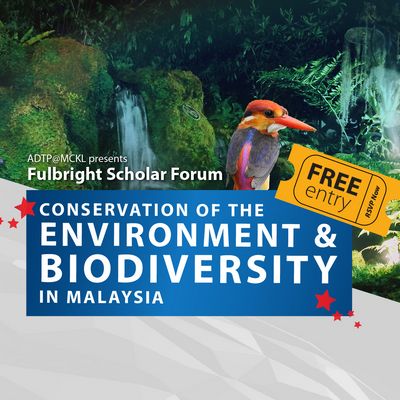 ADTP@MCKL presents
Fulbright Scholar Forum
FREE
entry
RSVP Now
CONSERVATION OF THE
ENVIRONMENT &
BIODIVERSITY
IN MALAYSIA